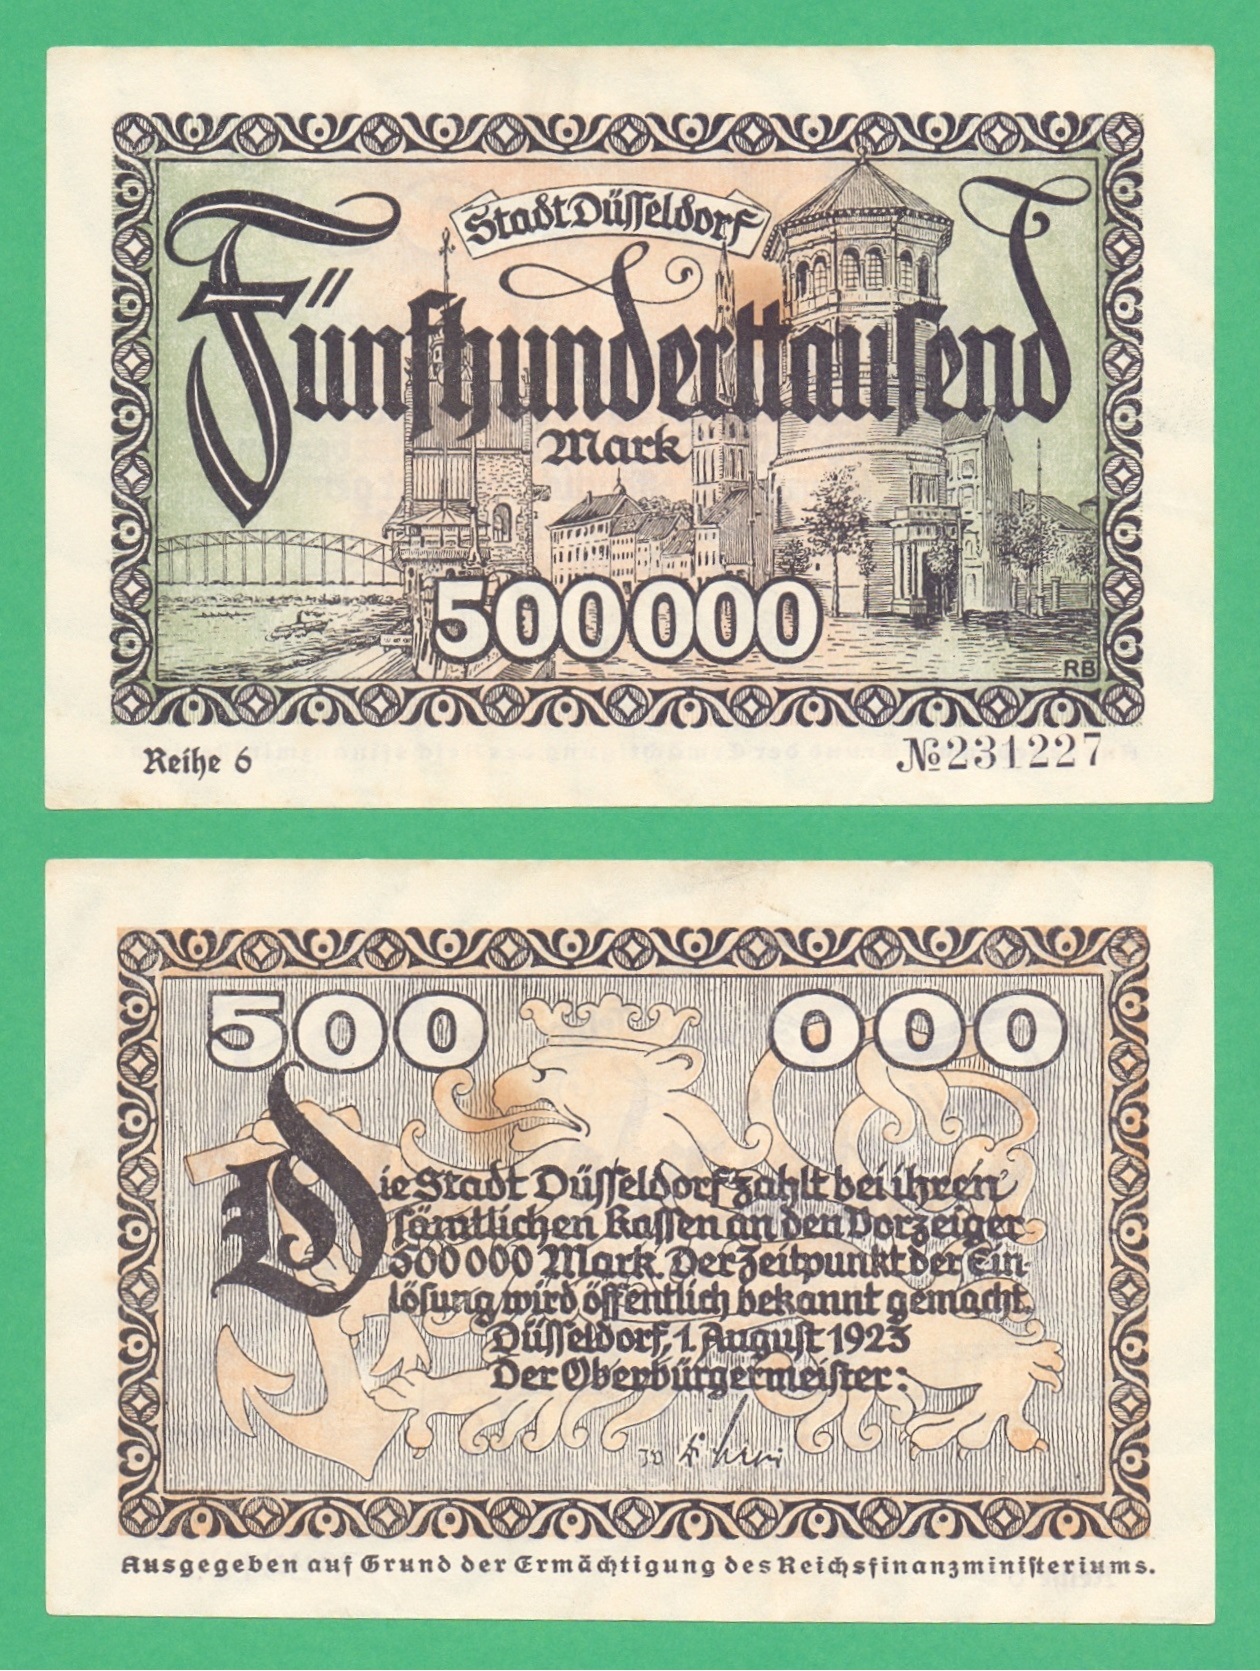 Stadt Düsseldorf
Fünfhunderttausend
Mark
500000
RB
Reihe 6
№231227
500 000
Die Stadt Düsseldorf zahlt bei ihren
sämtlichen Kassen an den Vorzeiger
500000 Mark. Der Zeitpunkt der Ein-
lösung wird öffentlich bekannt gemacht.
Düsseldorf, 1. August 1923
Der Oberbürgermeister:
Ausgegeben auf Grund der Ermächtigung des Reichsfinanzministeriums.